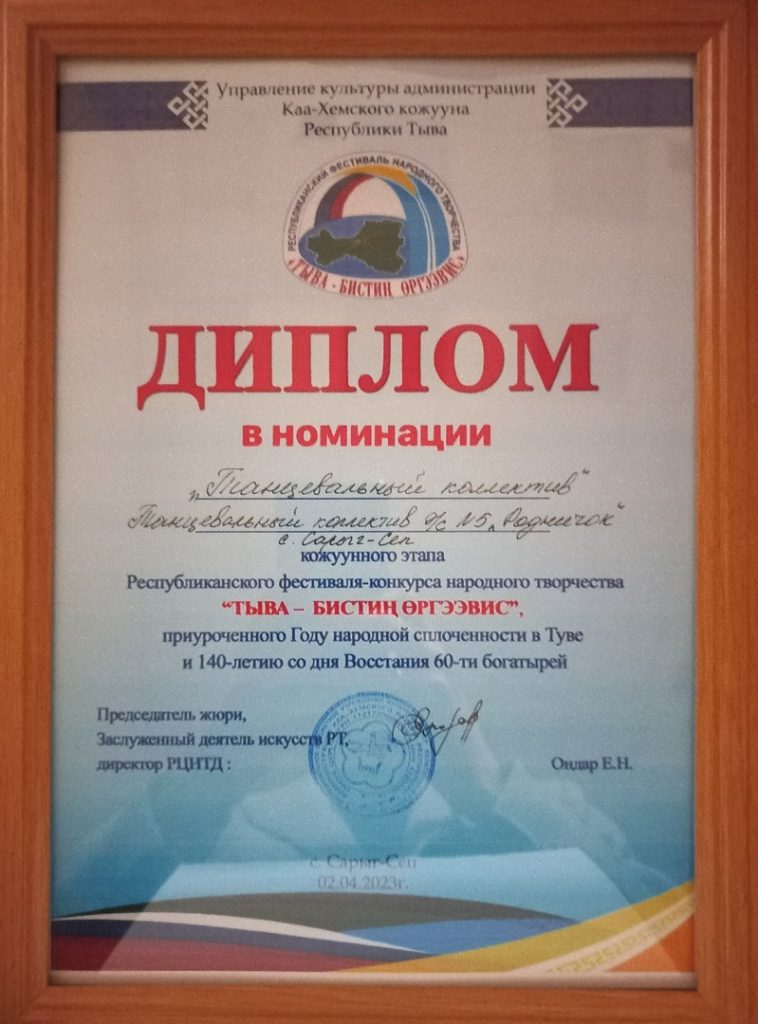 Управление культуры администрации
Каа-Хемского кожууна
Республики Тыва
РЕСПУБЛИКАНСКИЙ ФЕСТИВАЛЬ НАРОДНОГО ТВОРЧЕСТВА
"ТЫВА - БИСТИҢ ӨРГЭЭВИС"
ДИПЛОМ
в номинации
„Танцевальный коллектив“
Танцевальный коллектив д/с №5 „Родничок“
с. Сарыг-Сеп
кожуунного этапа
Республиканского фестиваля-конкурса народного творчества
“ТЫВА – БИСТИҢ ӨРГЭЭВИС”,
приуроченного Году народной сплоченности в Туве
и 140-летию со дня Восстания 60-ти богатырей
Председатель жюри,
Заслуженный деятель искусств РТ,
директор РЦНТД : Ондар Е.Н.
с. Сарыг-Сеп
02.04.2023г.